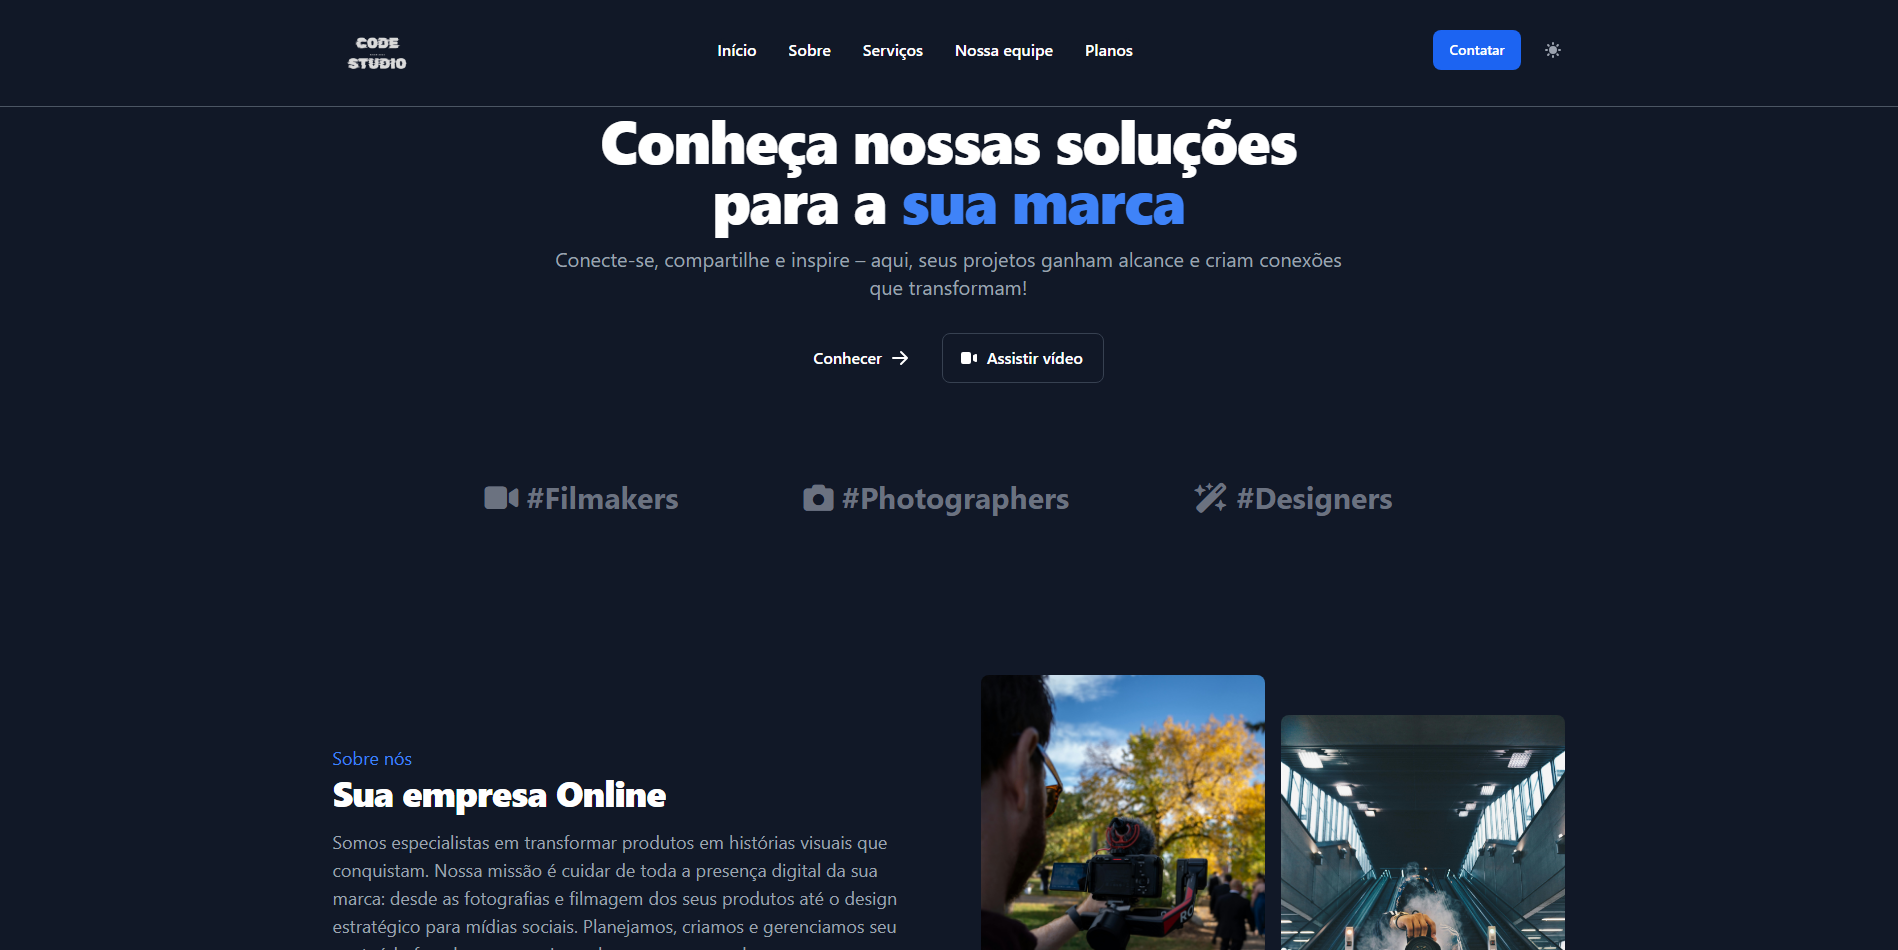 CODE
STUDIO
Início
Sobre
Serviços
Nossa equipe
Planos
Contatar
Conheça nossas soluções
para a sua marca
Conecte-se, compartilhe e inspire – aqui, seus projetos ganham alcance e criam conexões
que transformam!
Conhecer
Assistir vídeo
#Filmakers
#Photographers
#Designers
Sobre nós
Sua empresa Online
Somos especialistas em transformar produtos em histórias visuais que
conquistam. Nossa missão é cuidar de toda a presença digital da sua
marca: desde as fotografias e filmagem dos seus produtos até o design
estratégico para mídias sociais. Planejamos, criamos e gerenciamos seu